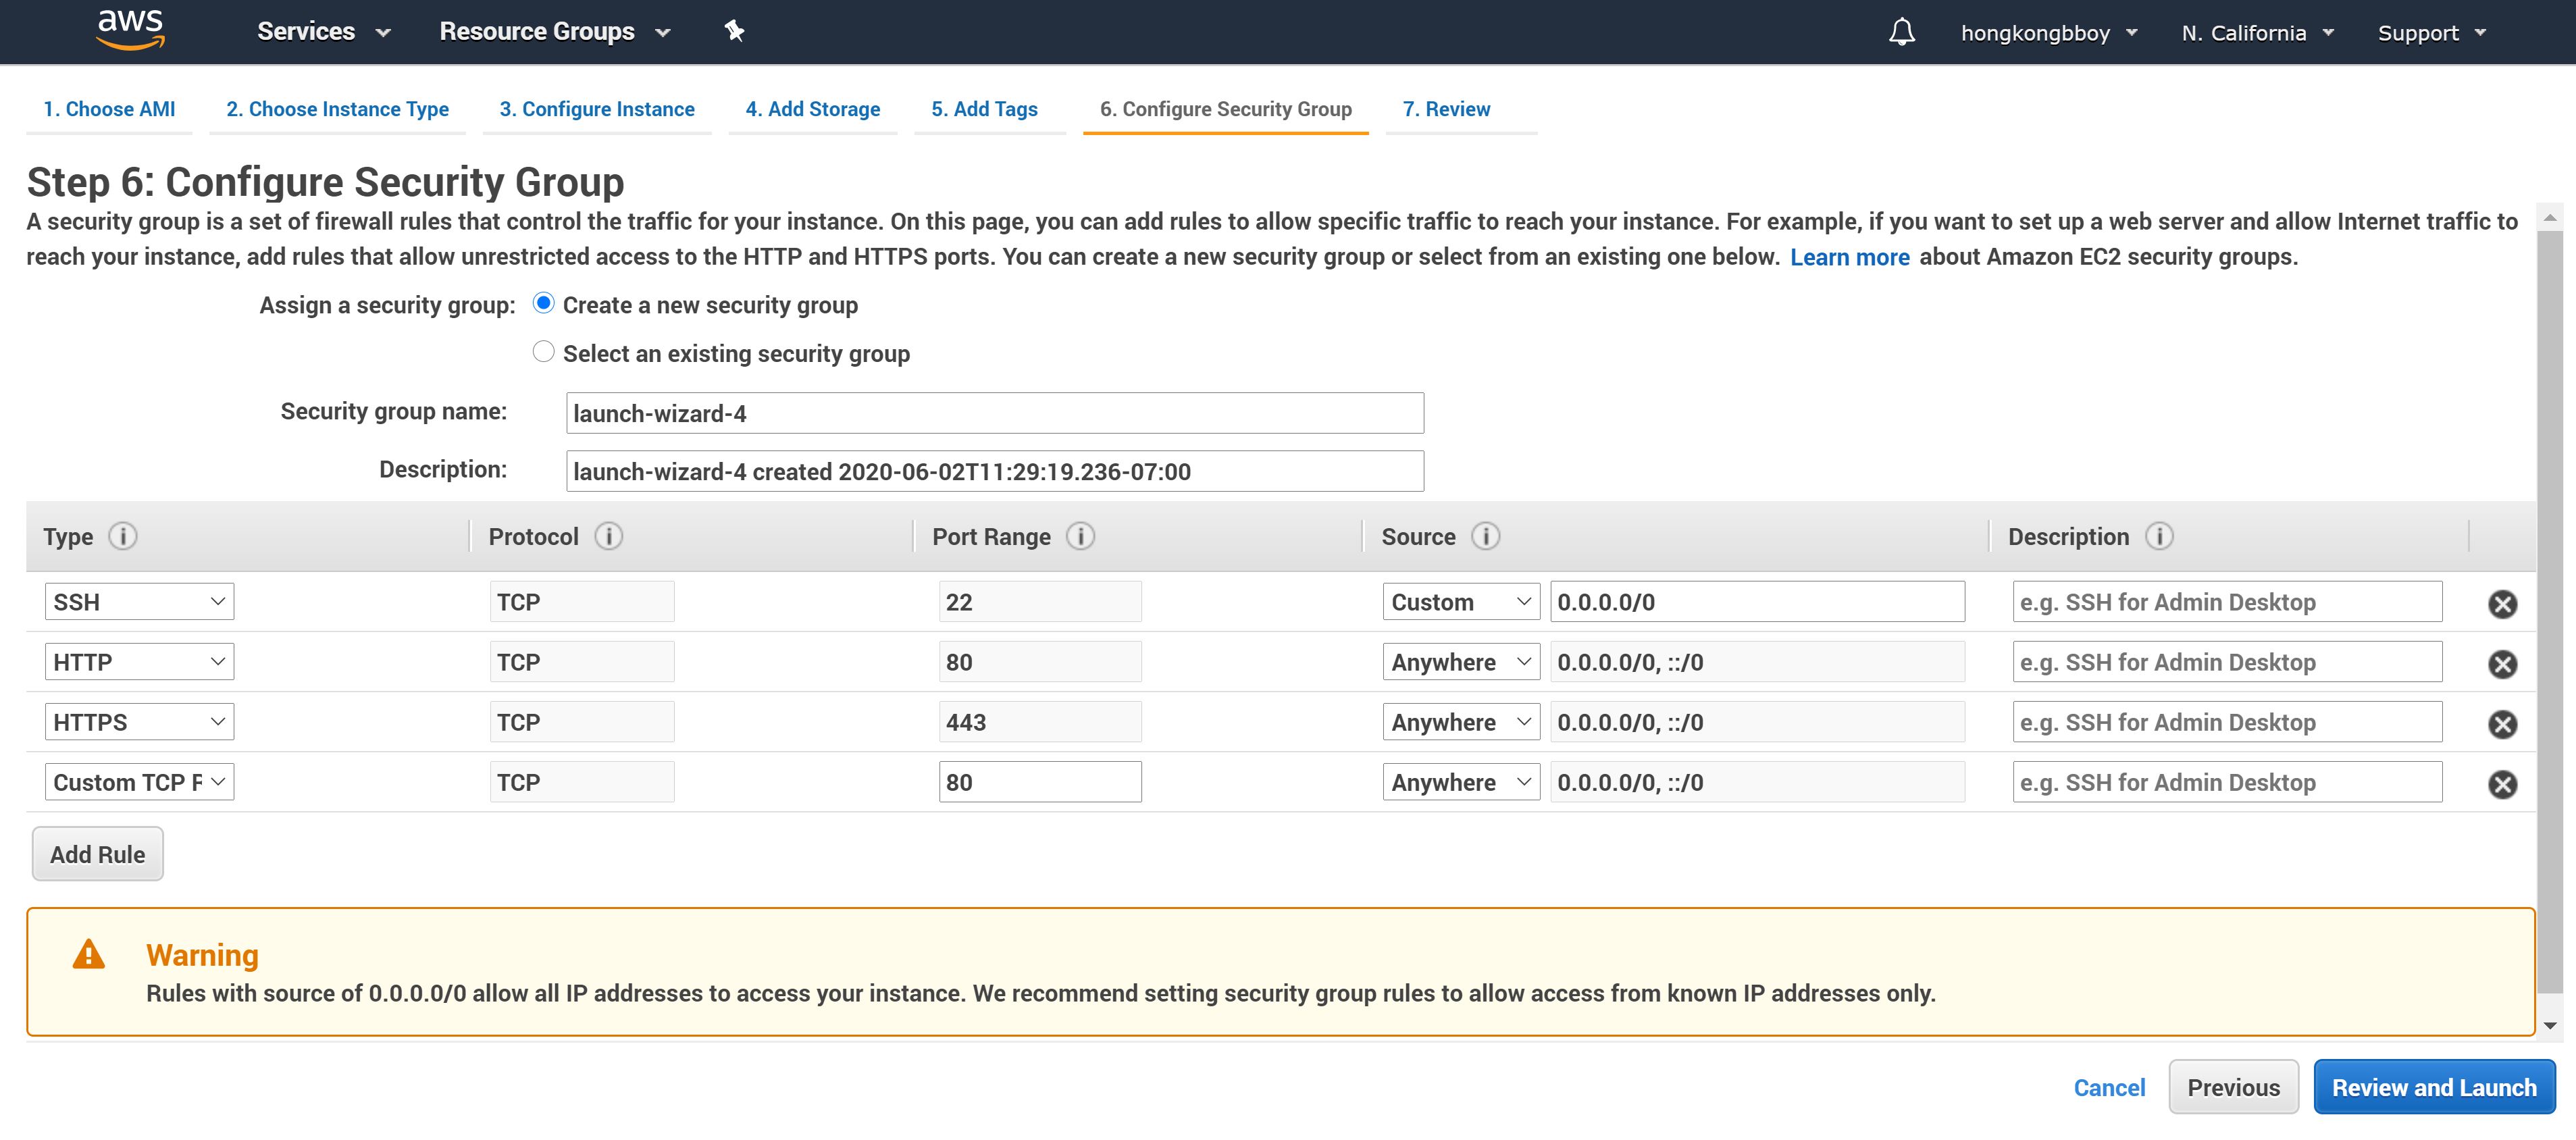 aws Services Resource Groups hongkongbboy N. California Support
1. Choose AMI 2. Choose Instance Type 3. Configure Instance 4. Add Storage 5. Add Tags 6. Configure Security Group 7. Review
Step 6: Configure Security Group
A security group is a set of firewall rules that control the traffic for your instance. On this page, you can add rules to allow specific traffic to reach your instance. For example, if you want to set up a web server and allow Internet traffic to
reach your instance, add rules that allow unrestricted access to the HTTP and HTTPS ports. You can create a new security group or select from an existing one below. Learn more about Amazon EC2 security groups.
Assign a security group: Create a new security group
Select an existing security group
Security group name: launch-wizard-4
Description: launch-wizard-4 created 2020-06-02T11:29:19.236-07:00
Type i Protocol i Port Range i Source i Description i
SSH TCP 22 Custom 0.0.0.0/0 e.g. SSH for Admin Desktop
HTTP TCP 80 Anywhere 0.0.0.0/0, ::/0 e.g. SSH for Admin Desktop
HTTPS TCP 443 Anywhere 0.0.0.0/0, ::/0 e.g. SSH for Admin Desktop
Custom TCP TCP 80 Anywhere 0.0.0.0/0, ::/0 e.g. SSH for Admin Desktop
Add Rule
Warning
Rules with source of 0.0.0.0/0 allow all IP addresses to access your instance. We recommend setting security group rules to allow access from known IP addresses only.
Cancel Previous Review and Launch